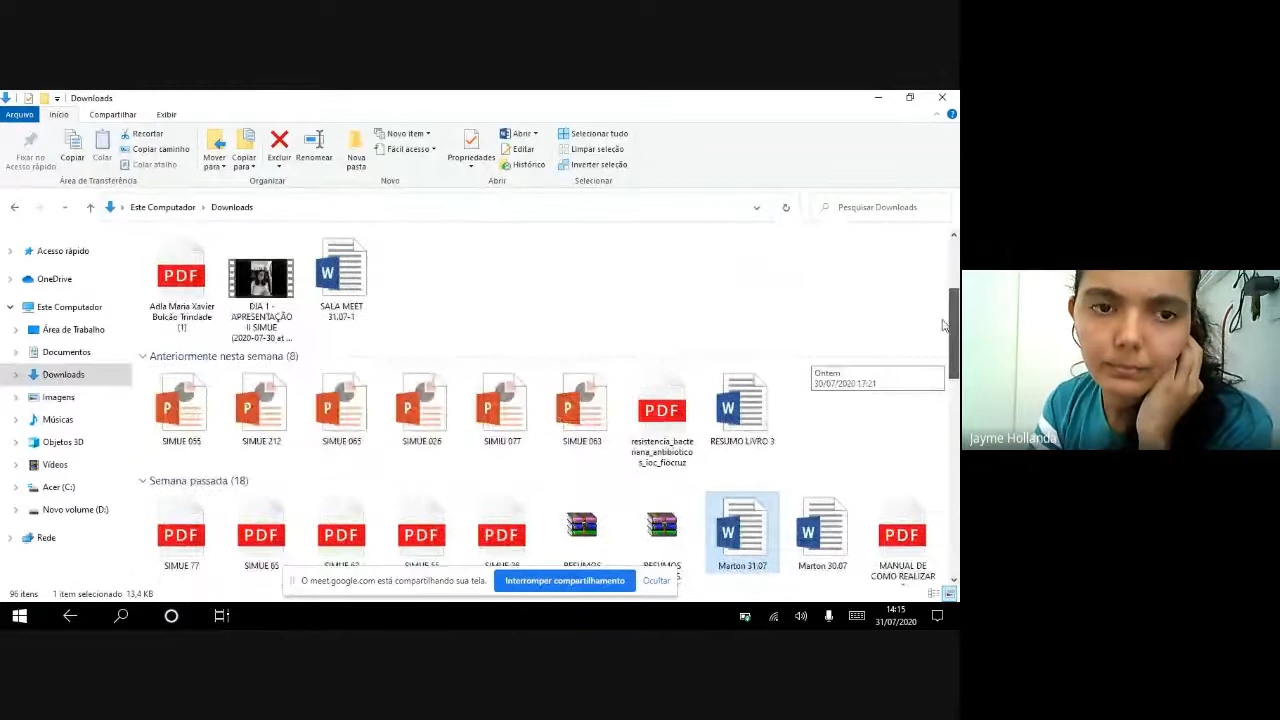 Downloads
Arquivo Início Compartilhar Exibir
Fixar no Acesso rápido
Copiar
Colar
Recortar
Copiar caminho
Colar atalho
Mover para
Copiar para
Excluir
Renomear
Nova pasta
Novo item
Fácil acesso
Propriedades
Abrir
Editar
Histórico
Selecionar tudo
Limpar seleção
Inverter seleção
Área de Transferência Organizar Novo Abrir Selecionar
Este Computador Downloads
Pesquisar Downloads
Acesso rápido
OneDrive
Este Computador
Área de Trabalho
Documentos
Downloads
Imagens
Músicas
Objetos 3D
Vídeos
Acer (C:)
Novo volume (D:)
Rede
PDF
Adla Maria Xavier
Bulcão Trindade
(1)
DIA 1 -
APRESENTAÇÃO
II SIMUE
(2020-07-30 at ...
W
SALA MEET
31.07-1
Anteriormente nesta semana (8)
Ontem
30/07/2020 17:21
P P P P P P PDF W
SIMUE 055
SIMUE 212
SIMUE 065
SIMUE 026
SIMIU 077
SIMUE 063
resistencia_bacte
riana_antibiotico
s_ioc_fiocruz
RESUMO LIVRO 3
Semana passada (18)
PDF PDF PDF PDF PDF W W PDF
SIMUE 77
SIMUE 65
Marton 31.07
Marton 30.07
MANUAL DE
COMO REALIZAR
O meet.google.com está compartilhando sua tela.
Interromper compartilhamento
Ocultar
96 itens 1 item selecionado 13,4 KB
14:15
31/07/2020
Jayme Hollanda